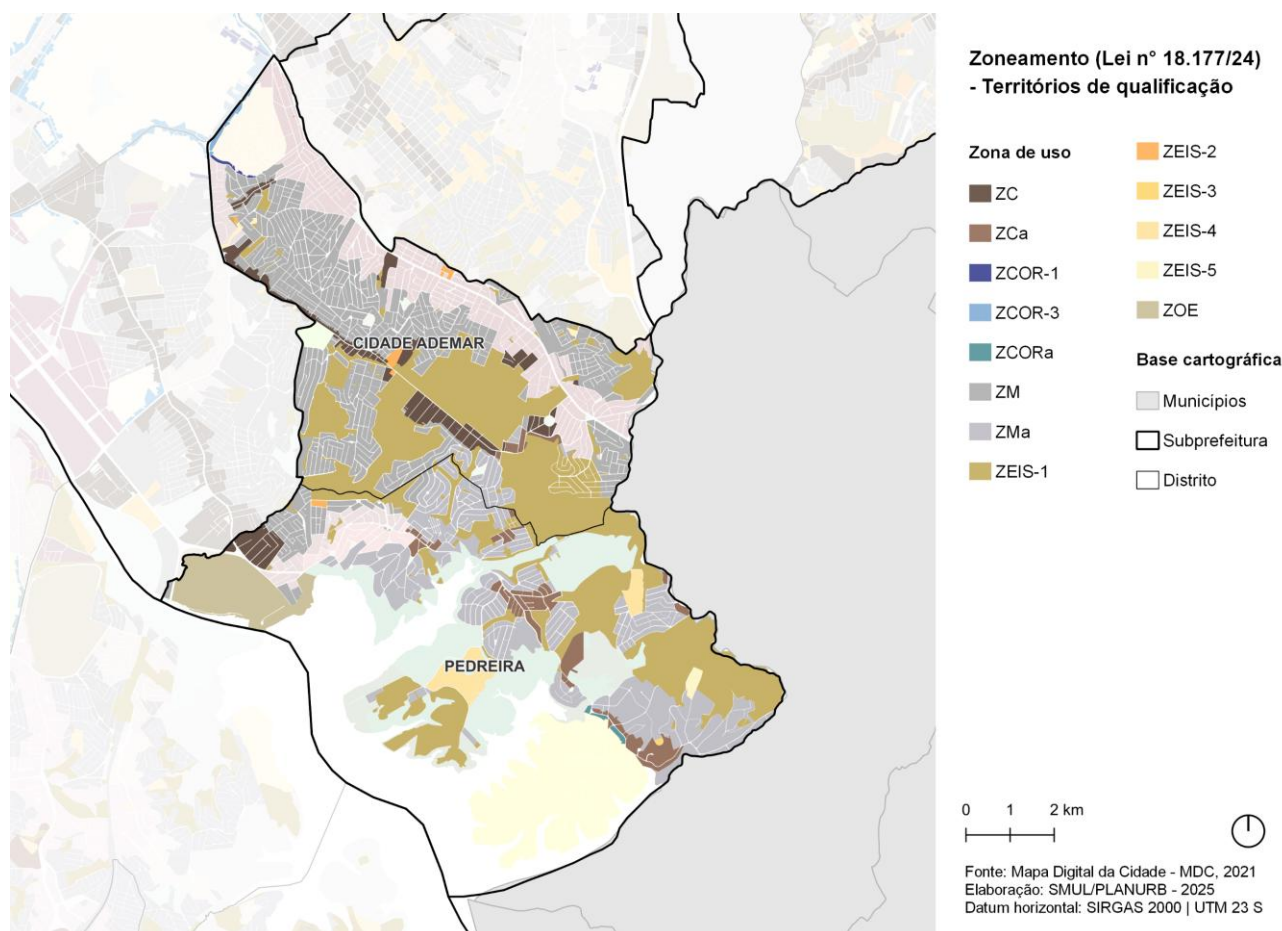 Zoneamento (Lei n° 18.177/24)
- Territórios de qualificação
Zona de uso
ZC
ZCa
ZCOR-1
ZCOR-3
ZCORa
ZM
ZMa
ZEIS-1
ZEIS-2
ZEIS-3
ZEIS-4
ZEIS-5
ZOE
Base cartográfica
Municípios
Subprefeitura
Distrito
CIDADE ADEMAR
PEDREIRA
0 1 2 km
Fonte: Mapa Digital da Cidade - MDC, 2021
Elaboração: SMUL/PLANURB - 2025
Datum horizontal: SIRGAS 2000 | UTM 23 S